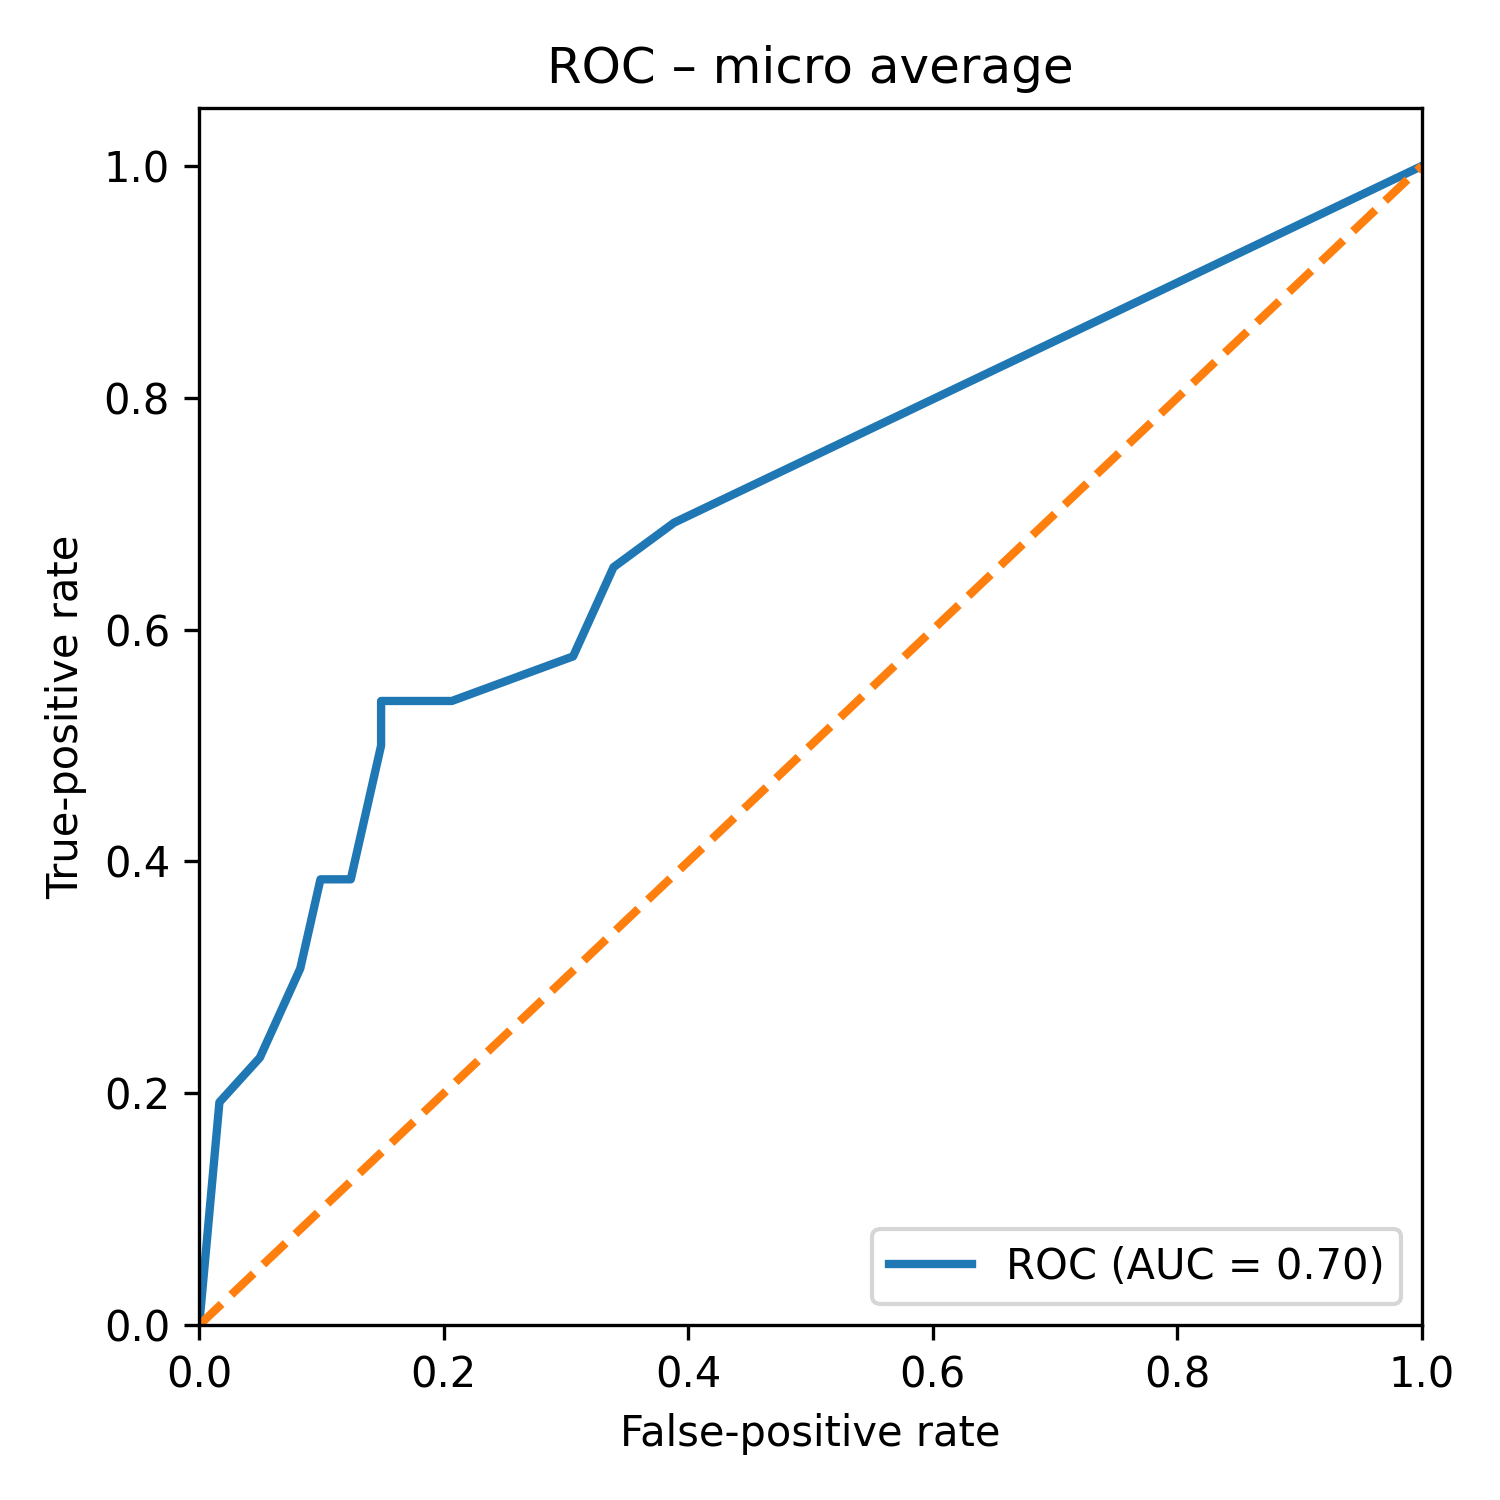 ROC – micro average
1.0
0.8
0.6
0.4
0.2
0.0
True-positive rate
ROC (AUC = 0.70)
0.0 0.2 0.4 0.6 0.8 1.0
False-positive rate